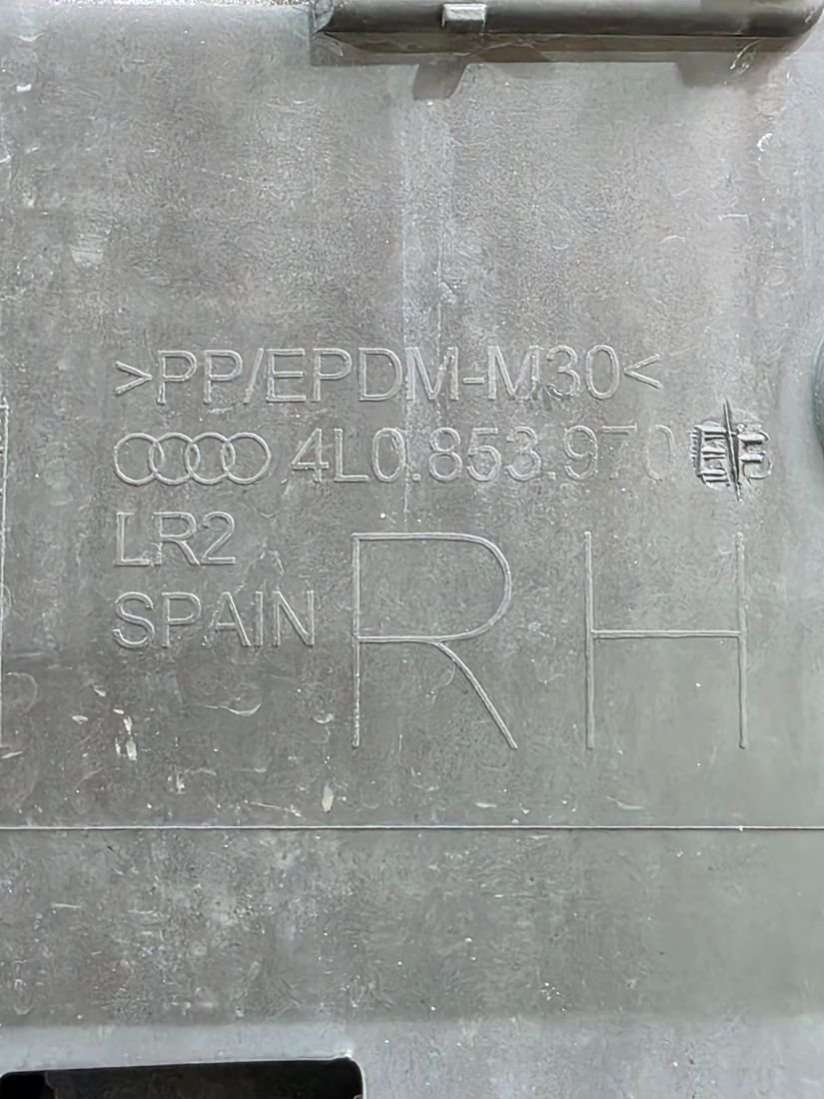 >PP/EPDM-M30<
4L0.853.970
LR2
SPAIN
RH